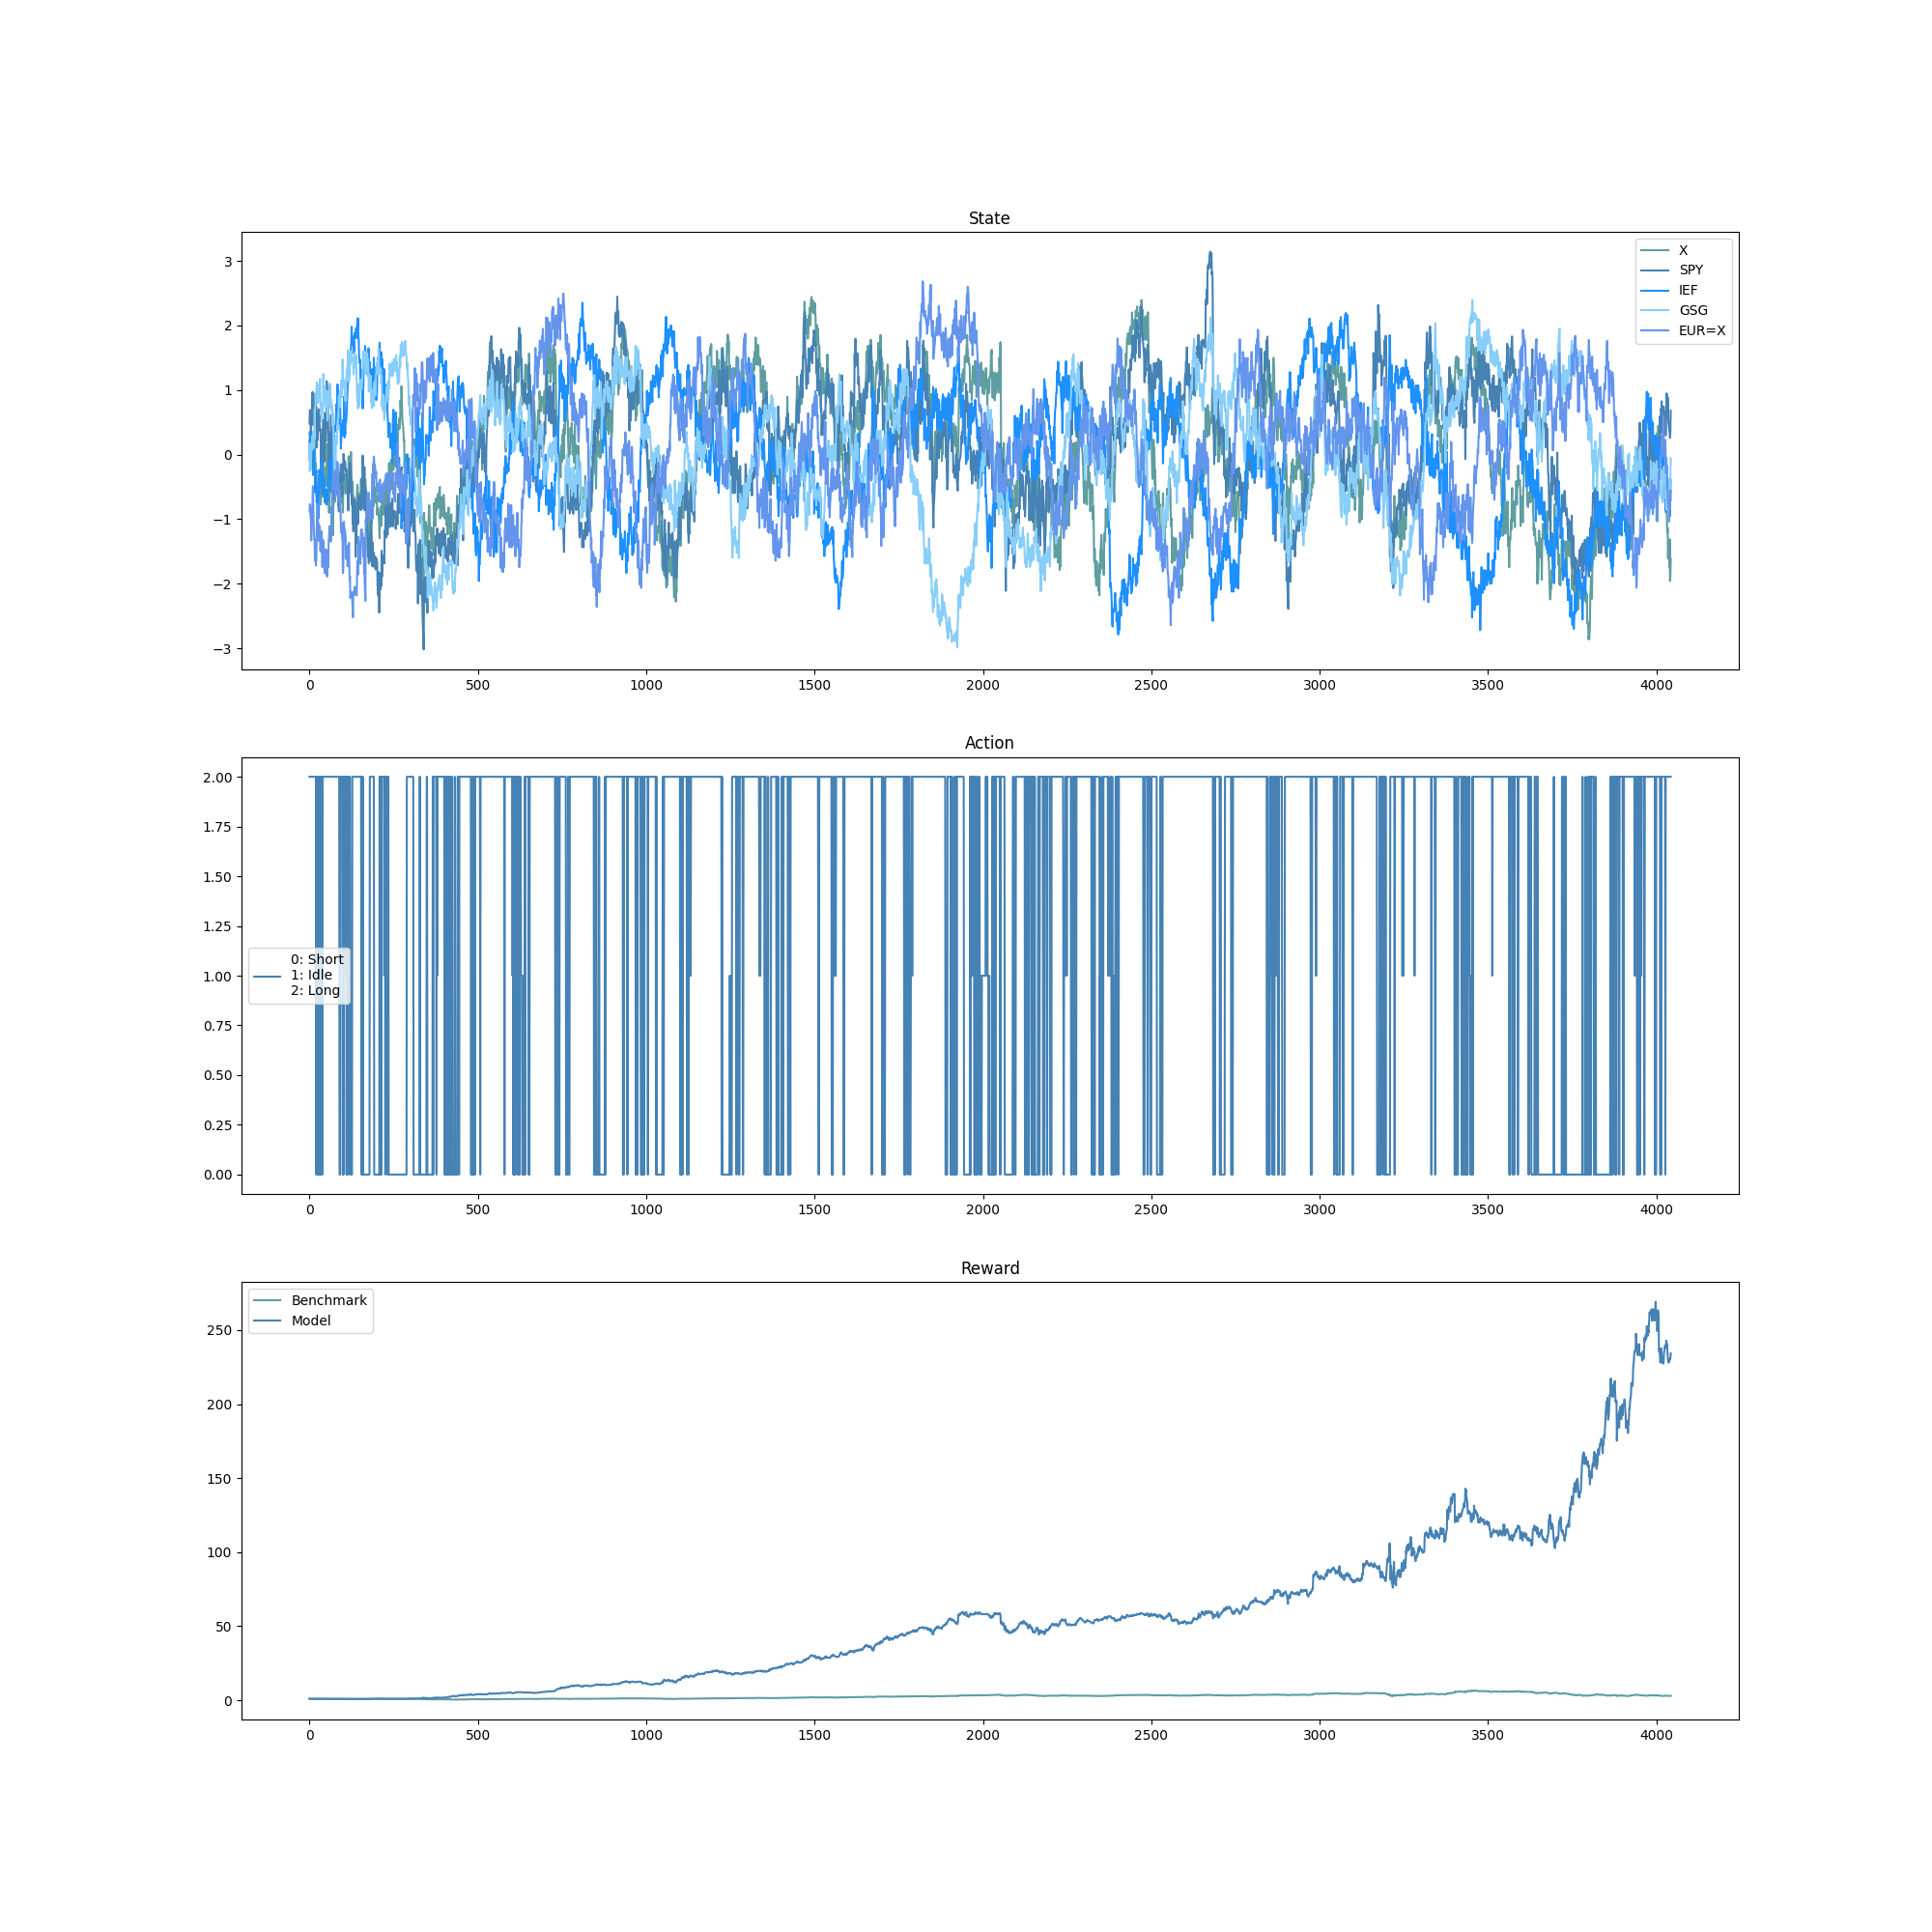 State
3
2
1
0
−1
−2
−3
X
SPY
IEF
GSG
EUR=X
0 500 1000 1500 2000 2500 3000 3500 4000
Action
2.00
1.75
1.50
1.25
1.00
0.75
0.50
0.25
0.00
0: Short
1: Idle
2: Long
0 500 1000 1500 2000 2500 3000 3500 4000
Reward
Benchmark
Model
250
200
150
100
50
0
0 500 1000 1500 2000 2500 3000 3500 4000